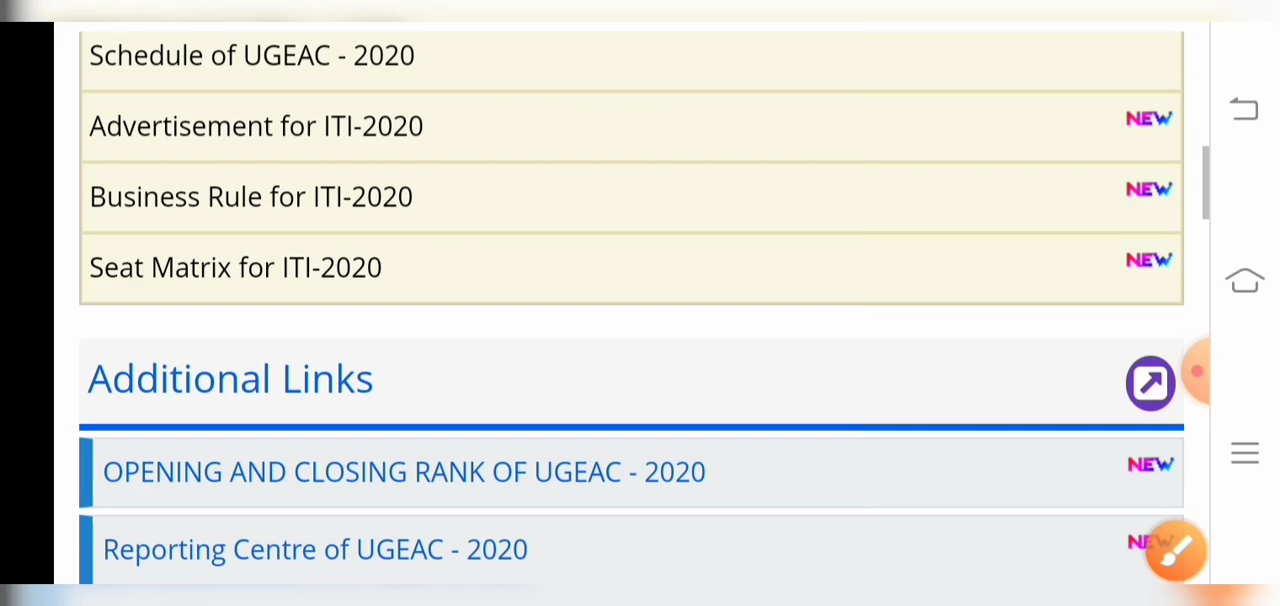 Schedule of UGEAC - 2020
Advertisement for ITI-2020 NEW
Business Rule for ITI-2020 NEW
Seat Matrix for ITI-2020 NEW
Additional Links
OPENING AND CLOSING RANK OF UGEAC - 2020 NEW
Reporting Centre of UGEAC - 2020 NEW